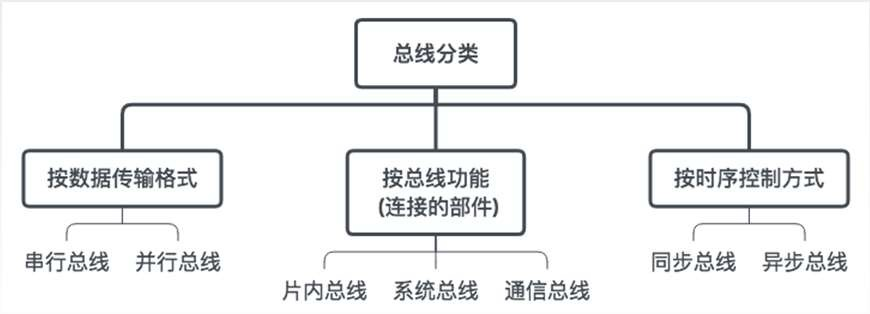 总线分类
按数据传输格式
按总线功能
(连接的部件)
按时序控制方式
串行总线
并行总线
片内总线
系统总线
通信总线
同步总线
异步总线